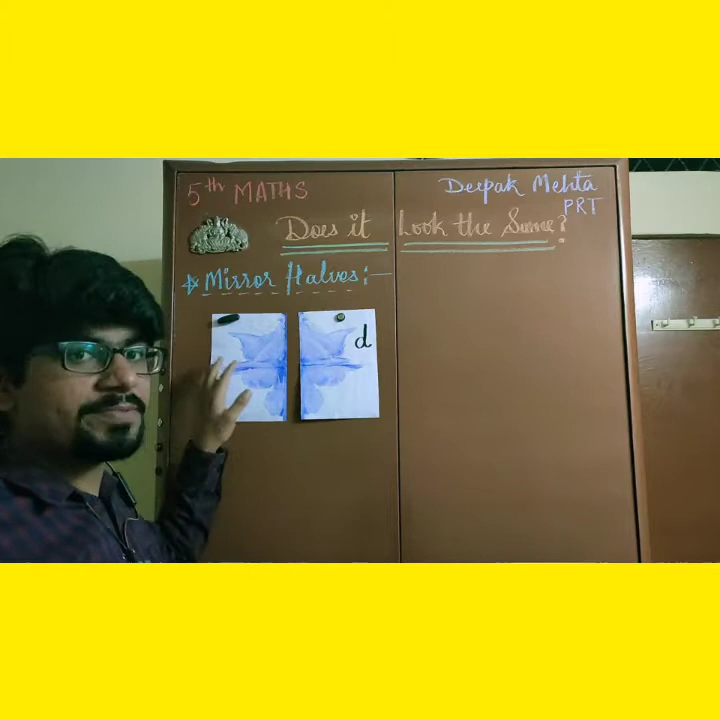 5th MATHS
Deepak Mehta
PRT
Does it Look the Same?
* Mirror Halves:-
d